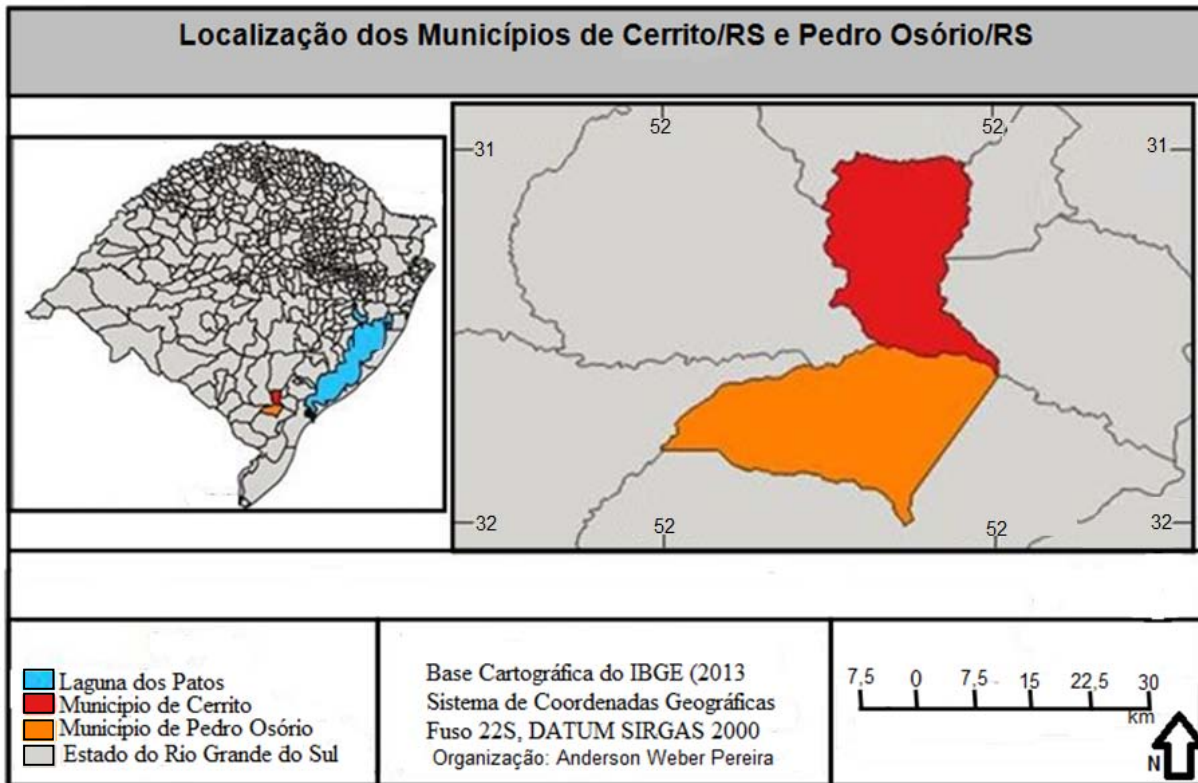 Localização dos Municípios de Cerrito/RS e Pedro Osório/RS
52 52
31 31
32 52 52 32
Laguna dos Patos
Município de Cerrito
Município de Pedro Osório
Estado do Rio Grande do Sul
Base Cartográfica do IBGE (2013
Sistema de Coordenadas Geográficas
Fuso 22S, DATUM SIRGAS 2000
Organização: Anderson Weber Pereira
7,5 0 7,5 15 22,5 30
km
N